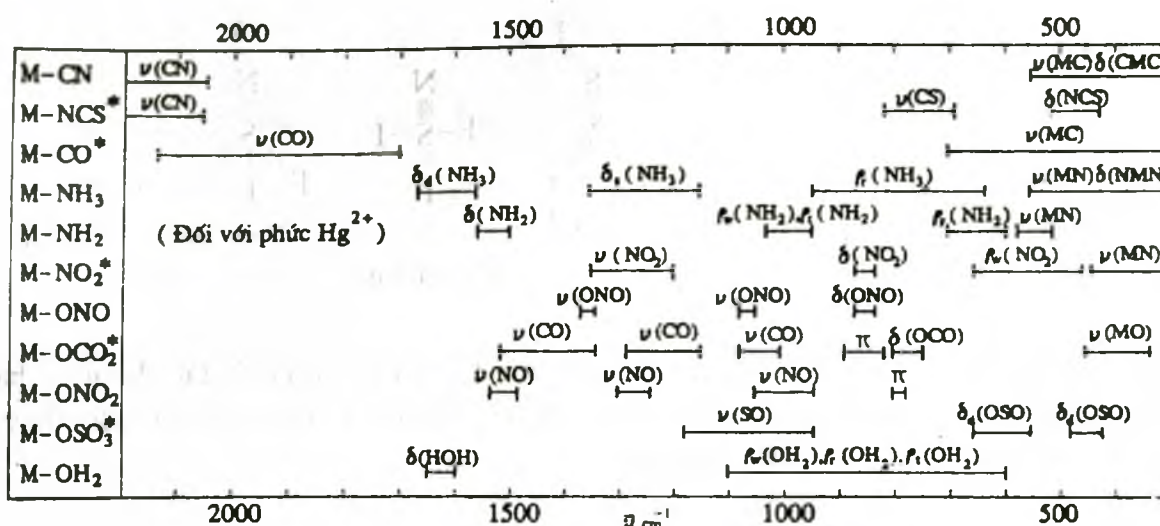 2000 1500 1000 500
M-CN ν(CN) ν(MC)δ(CMC
M-NCS* ν(CN) ν(CS) δ(NCS)
M-CO* ν(CO) ν(MC)
M-NH₃ δd(NH₃) δs(NH₃) ρr(NH₃) ν(MN)δ(NMN
M-NH₂ (Đối với phức Hg²⁺) δ(NH₂) ρw(NH₂).ρt(NH₂) ρr(NH₂) ν(MN)
M-NO₂* ν(NO₂) δ(NO₂) ρw(NO₂) ν(MN)
M-ONO ν(ONO) ν(ONO) δ(ONO)
M-OCO₂* ν(CO) ν(CO) ν(CO) π δ(OCO) ν(MO)
M-ONO₂ ν(NO) ν(NO) ν(NO) π
M-OSO₃* ν(SO) δd(OSO) δd(OSO)
M-OH₂ δ(HOH) ρw(OH₂).ρr(OH₂).ρt(OH₂)
2000 1500 cm⁻¹ 1000 500